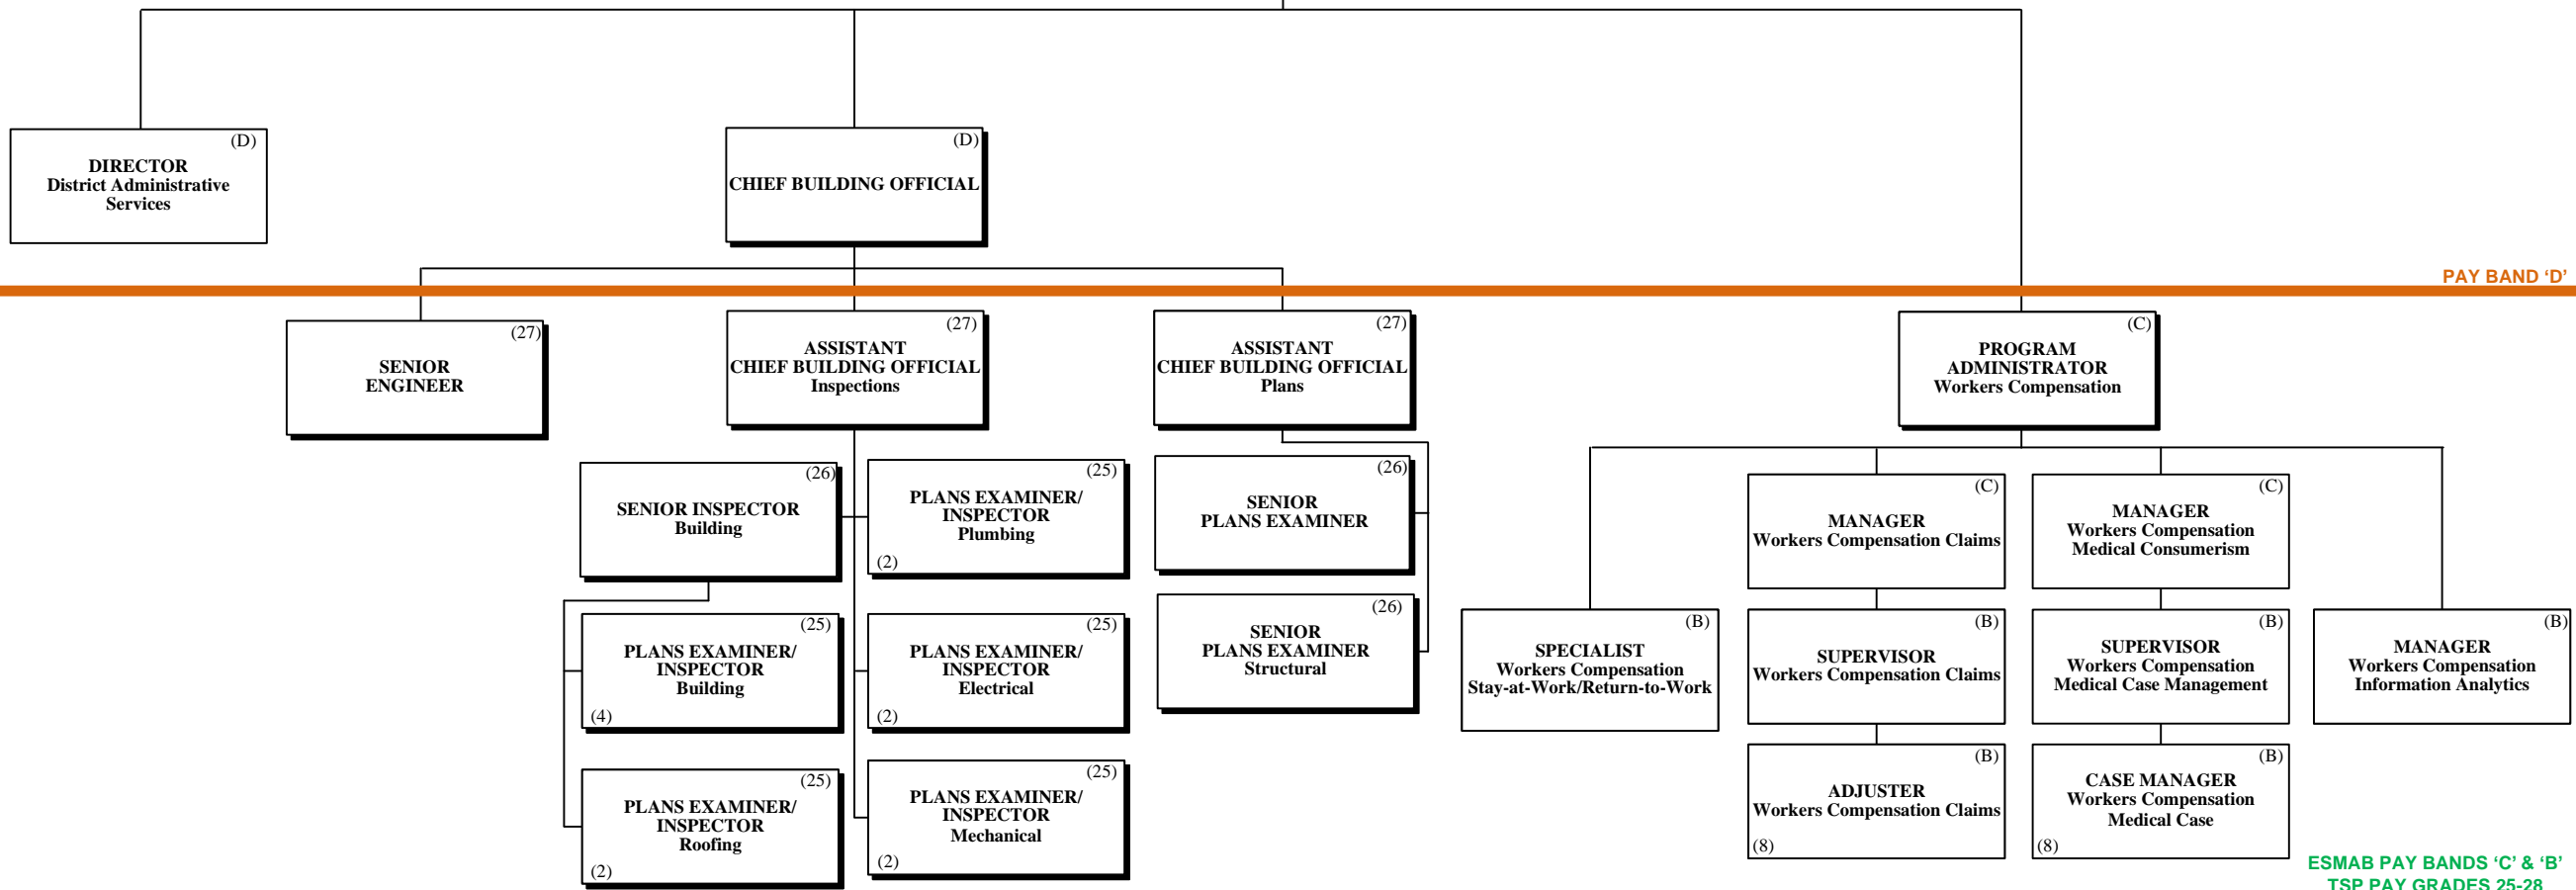 (D)
DIRECTOR
District Administrative
Services
(D)
CHIEF BUILDING OFFICIAL
PAY BAND ‘D’
(27)
SENIOR
ENGINEER
(27)
ASSISTANT
CHIEF BUILDING OFFICIAL
Inspections
(27)
ASSISTANT
CHIEF BUILDING OFFICIAL
Plans
(C)
PROGRAM
ADMINISTRATOR
Workers Compensation
(26)
SENIOR INSPECTOR
Building
(25)
PLANS EXAMINER/
INSPECTOR
Plumbing
(2)
(26)
SENIOR
PLANS EXAMINER
(C)
MANAGER
Workers Compensation Claims
(C)
MANAGER
Workers Compensation
Medical Consumerism
(25)
PLANS EXAMINER/
INSPECTOR
Building
(4)
(25)
PLANS EXAMINER/
INSPECTOR
Electrical
(2)
(26)
SENIOR
PLANS EXAMINER
Structural
(B)
SPECIALIST
Workers Compensation
Stay-at-Work/Return-to-Work
(B)
SUPERVISOR
Workers Compensation Claims
(B)
SUPERVISOR
Workers Compensation
Medical Case Management
(B)
MANAGER
Workers Compensation
Information Analytics
(25)
PLANS EXAMINER/
INSPECTOR
Roofing
(2)
(25)
PLANS EXAMINER/
INSPECTOR
Mechanical
(2)
(B)
ADJUSTER
Workers Compensation Claims
(8)
(B)
CASE MANAGER
Workers Compensation
Medical Case
(8)
ESMAB PAY BANDS ‘C’ & ‘B’
TSP PAY GRADES 25-28